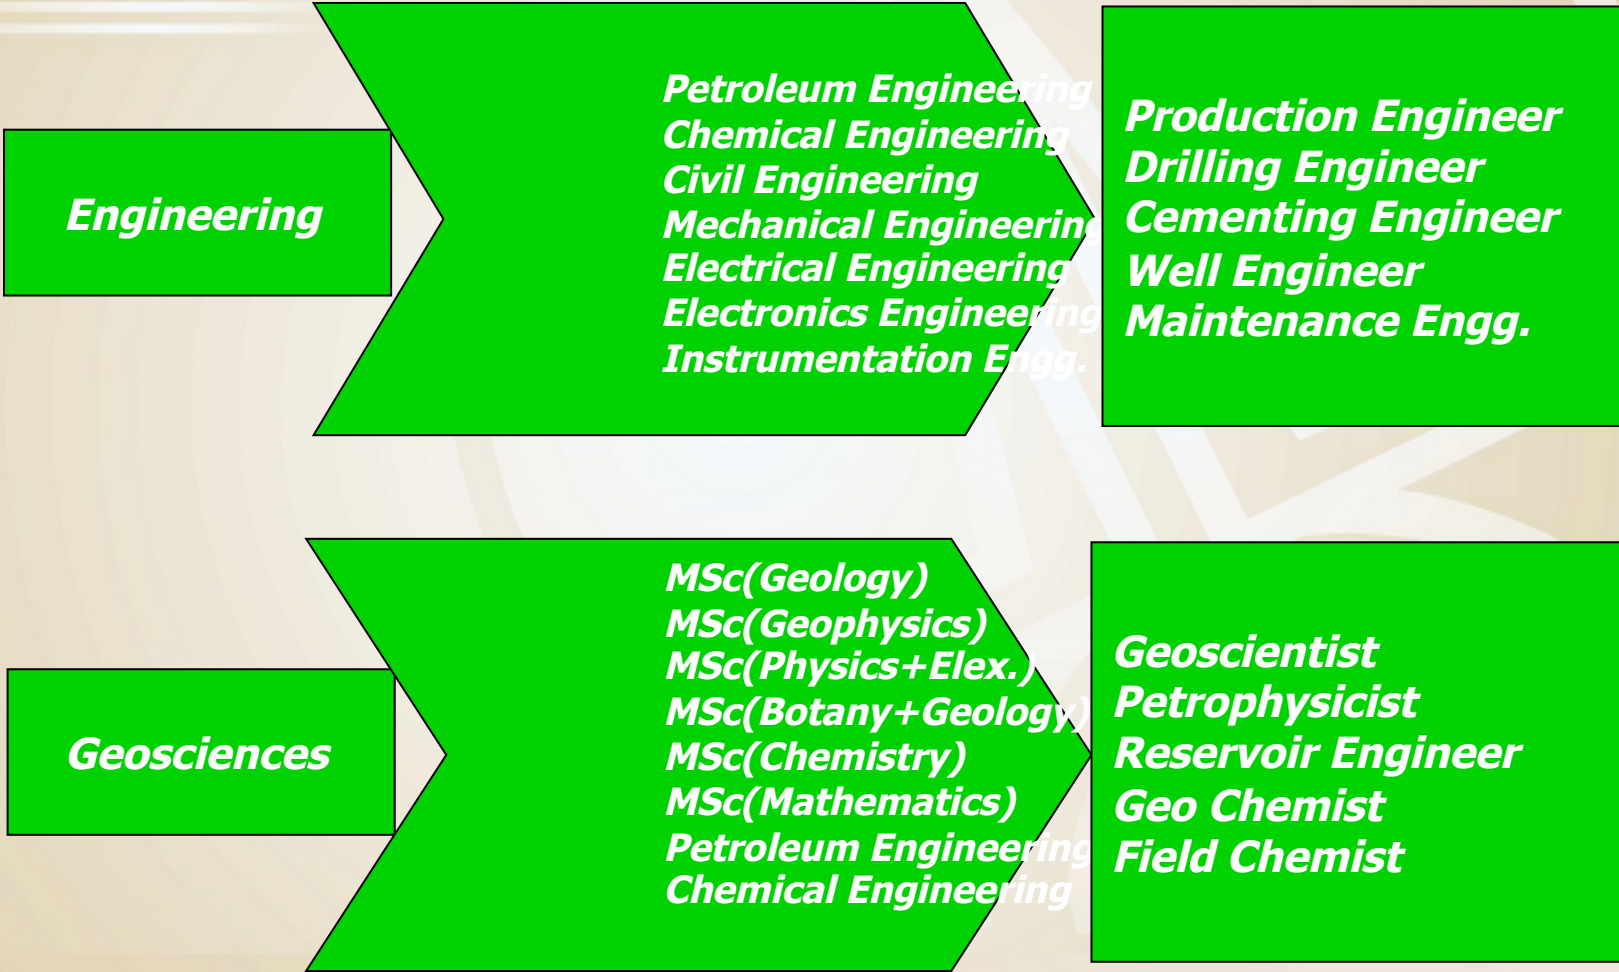 Engineering
Petroleum Engineering
Chemical Engineering
Civil Engineering
Mechanical Engineering
Electrical Engineering
Electronics Engineering
Instrumentation Engg.
Production Engineer
Drilling Engineer
Cementing Engineer
Well Engineer
Maintenance Engg.
Geosciences
MSc(Geology)
MSc(Geophysics)
MSc(Physics+Elex.)
MSc(Botany+Geology)
MSc(Chemistry)
MSc(Mathematics)
Petroleum Engineering
Chemical Engineering
Geoscientist
Petrophysicist
Reservoir Engineer
Geo Chemist
Field Chemist